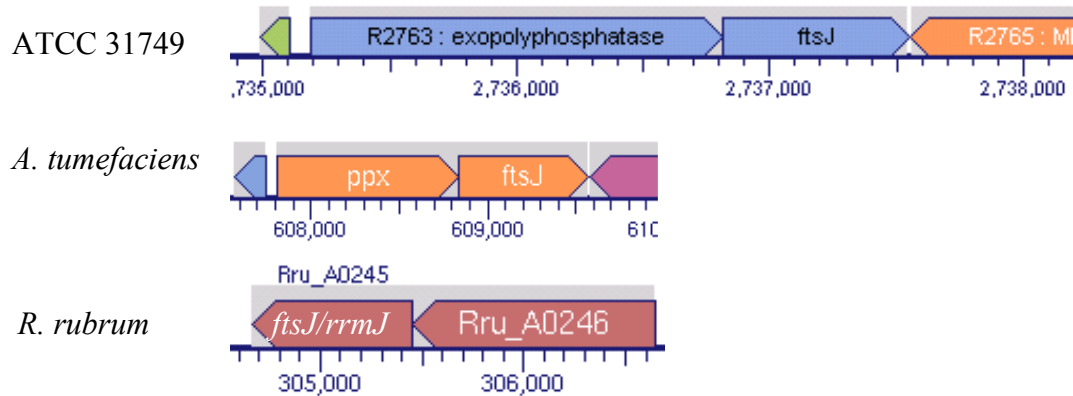 ATCC 31749
R2763 : exopolyphosphatase ftsJ R2765 :
,735,000 2,736,000 2,737,000 2,738,000
A. tumefaciens
ppx ftsJ
608,000 609,000
Rru_A0245
R. rubrum
ftsJ/rrmJ Rru_A0246
305,000 306,000